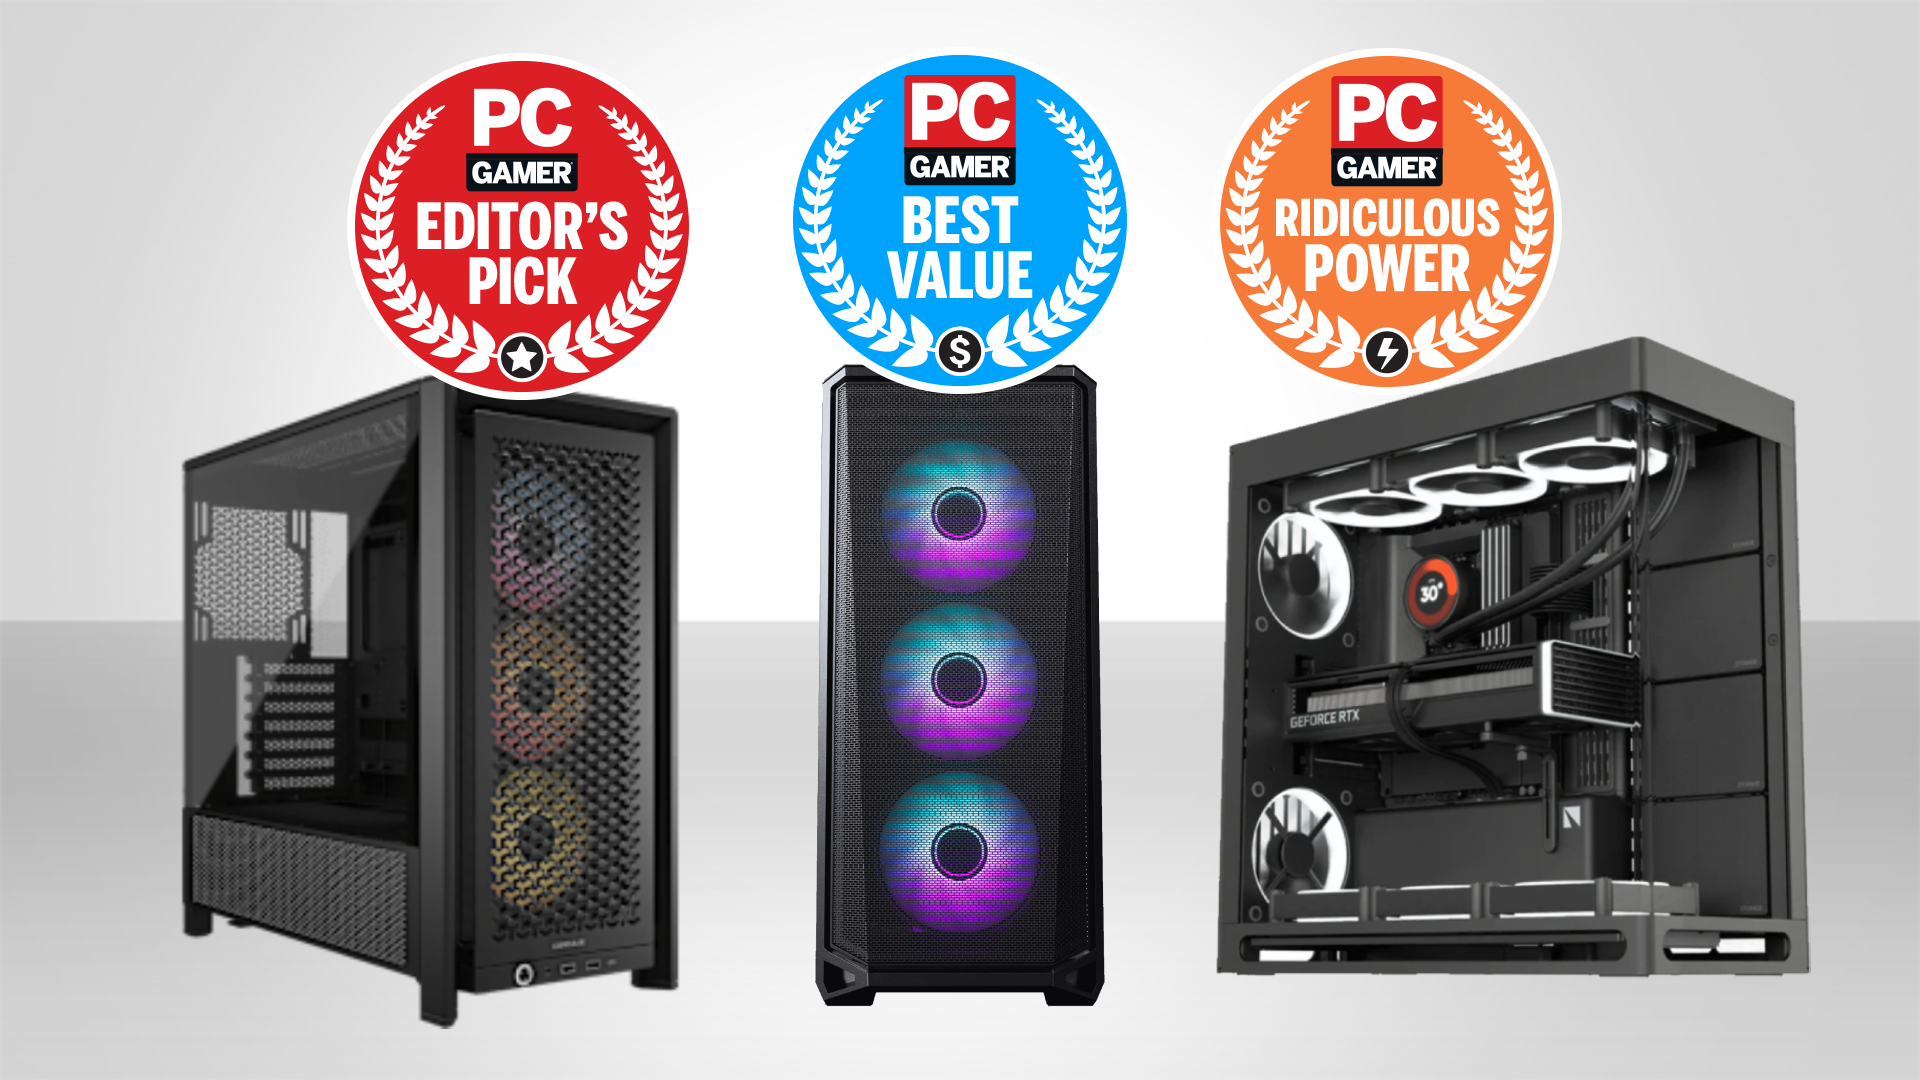 PC
GAMER
EDITOR'S
PICK
PC
GAMER
BEST
VALUE
$
PC
GAMER
RIDICULOUS
POWER
30°
GEFORCE RTX